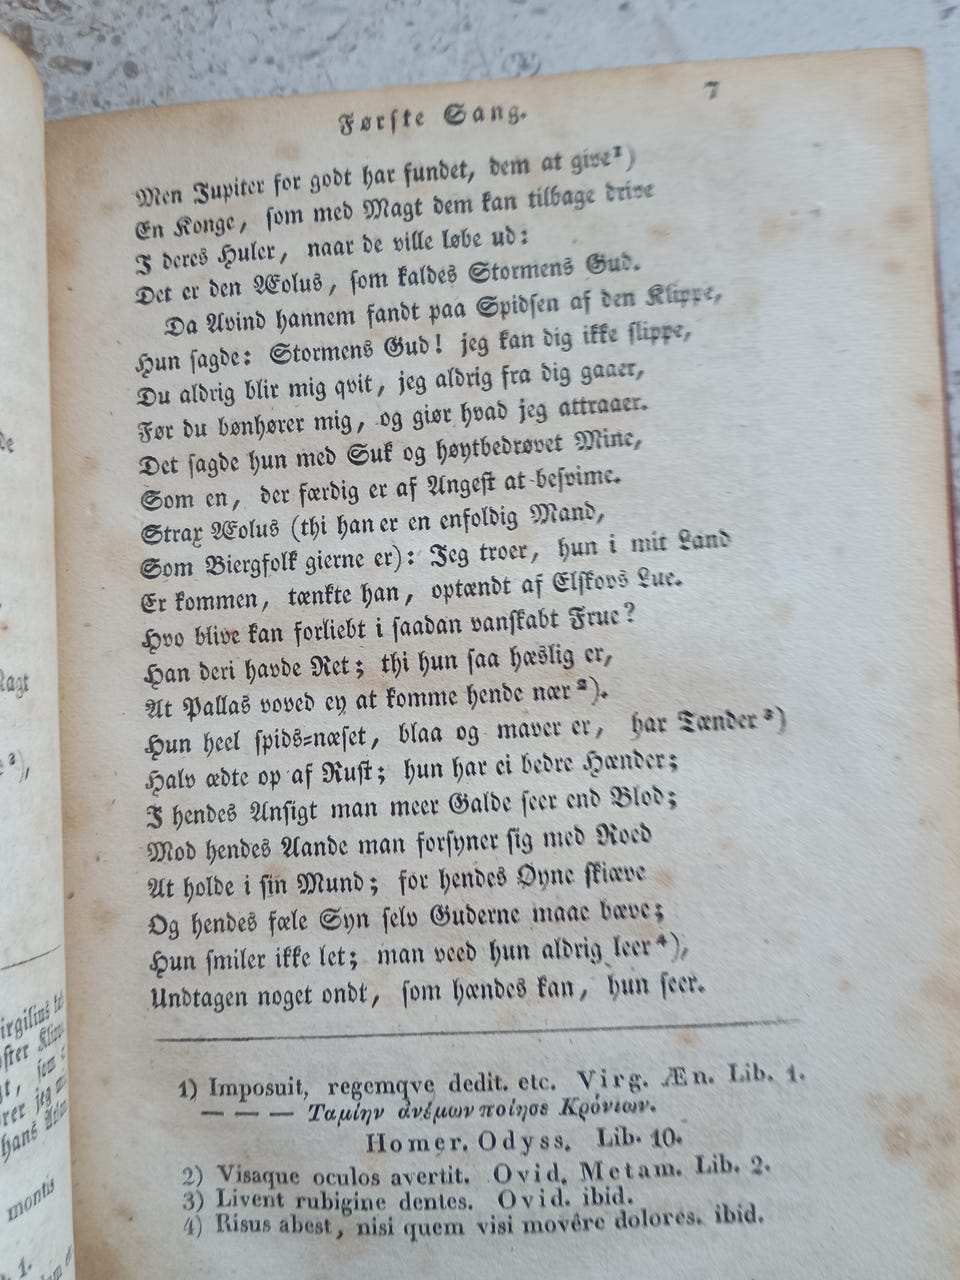 Første Sang.
7
Men Jupiter for godt har fundet, dem at give¹)
En Konge, som med Magt dem kan tilbage drive
I deres Huler, naar de ville løbe ud:
Det er den Æolus, som kaldes Stormens Gud.
Da Avind hannem fandt paa Spidsen af den Klippe,
Hun sagde: Stormens Gud! jeg kan dig ikke slippe,
Du aldrig blir mig qvit, jeg aldrig fra dig gaaer,
Før du bønhører mig, og giør hvad jeg attraaer.
Det sagde hun med Suk og høytbedrøvet Mine,
Som en, der færdig er af Angest at besvime.
Strax Æolus (thi han er en enfoldig Mand,
Som Biergfolk gierne er): Jeg troer, hun i mit Land
Er kommen, tænkte han, optændt af Elskovs Lue.
Hvo blive kan forliebt i saadan vanskabt Frue?
Han deri havde Ret; thi hun saa hæslig er,
At Pallas voved ey at komme hende nær²).
Hun heel spids-næset, blaa og maver er, har Tænder³)
Halv ædte op af Rust; hun har ei bedre Hænder;
I hendes Ansigt man meer Galde seer end Blod;
Mod hendes Aande man forsyner sig med Roed
At holde i sin Mund; for hendes Øyne skiæve
Og hendes fæle Syn selv Guderne maae bæve;
Hun smiler ikke let; man veed hun aldrig leer⁴),
Undtagen noget ondt, som hændes kan, hun seer.
1) Imposuit, regemqve dedit. etc. Virg. Æn. Lib. 1.
— — — Ταμίην ἀνέμων ποίησε Κρόνιων.
Homer. Odyss. Lib. 10.
2) Visaque oculos avertit. Ovid. Metam. Lib. 2.
3) Livent rubigine dentes. Ovid. ibid.
4) Risus abest, nisi quem visi movêre dolores. ibid.
montis